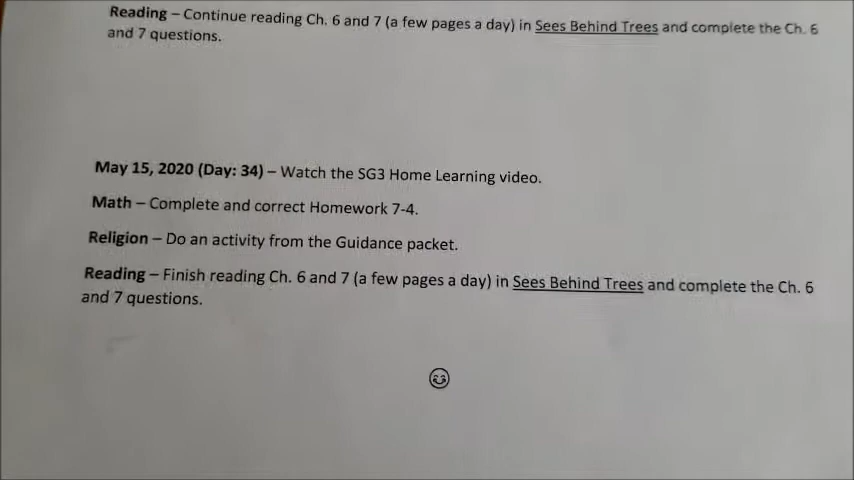 Reading – Continue reading Ch. 6 and 7 (a few pages a day) in Sees Behind Trees and complete the Ch. 6
and 7 questions.
May 15, 2020 (Day: 34) – Watch the SG3 Home Learning video.
Math – Complete and correct Homework 7-4.
Religion – Do an activity from the Guidance packet.
Reading – Finish reading Ch. 6 and 7 (a few pages a day) in Sees Behind Trees and complete the Ch. 6
and 7 questions.